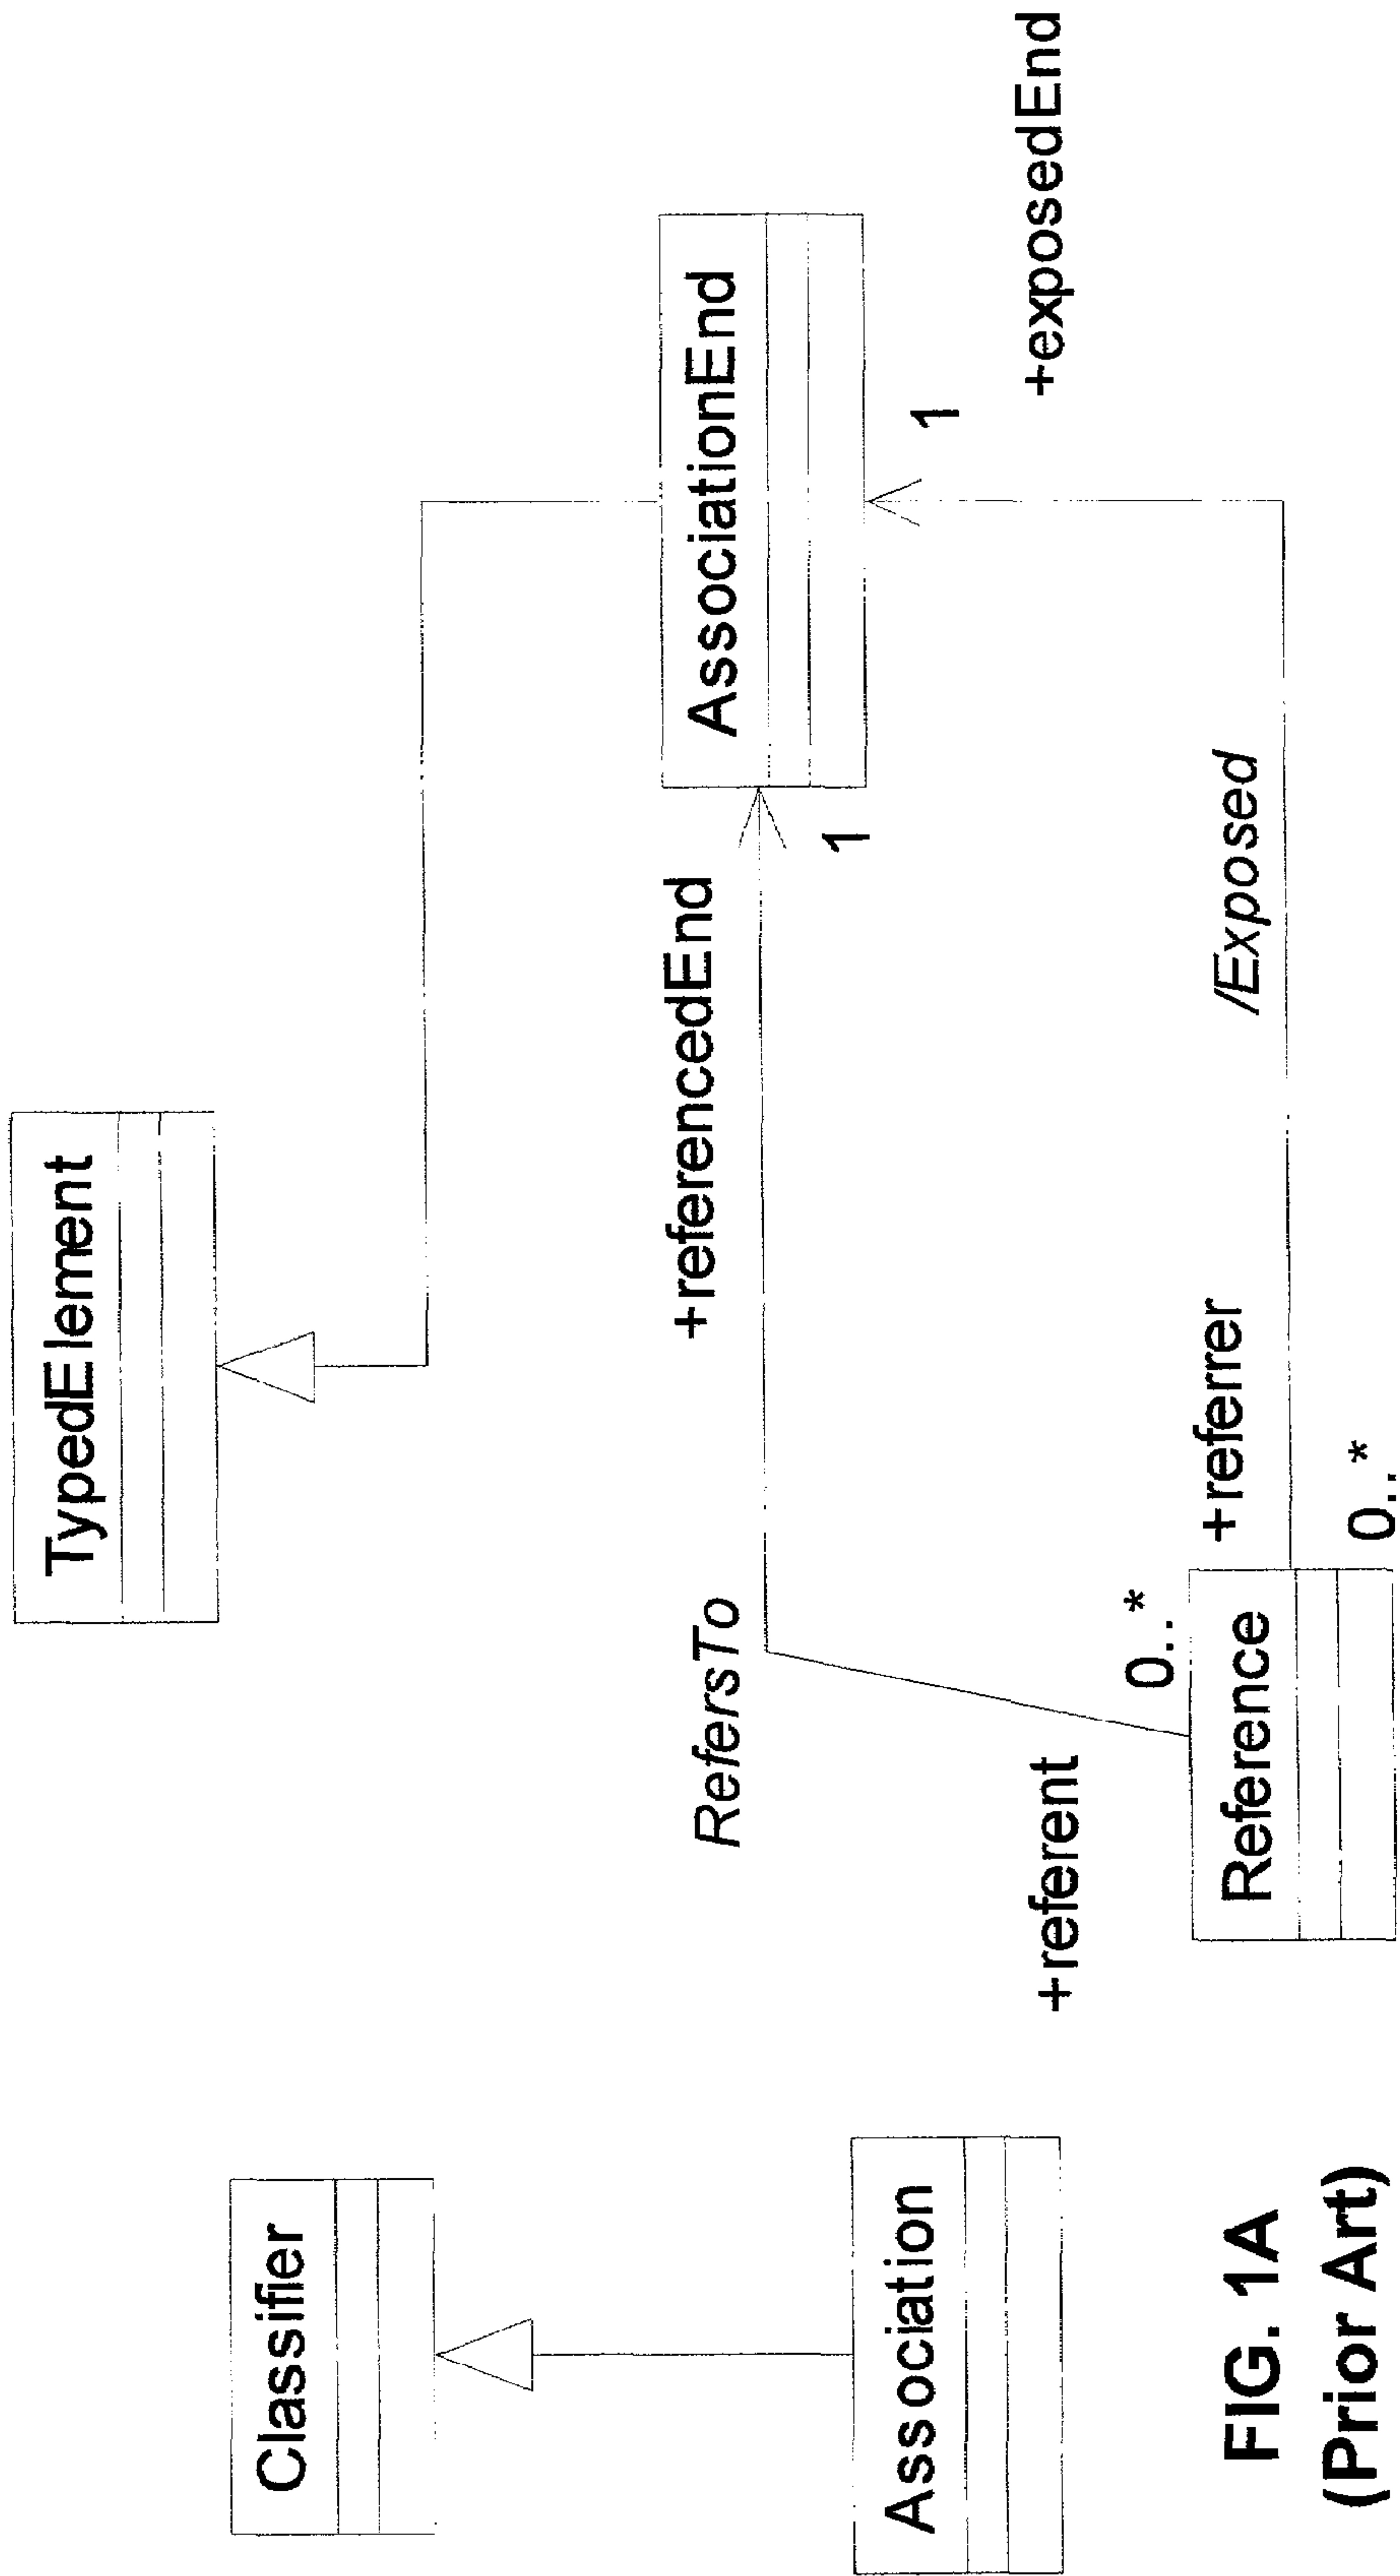 TypedElement
Classifier
AssociationEnd
+referencedEnd
RefersTo
1
1
Association
+exposedEnd
+referent
0..*
/Exposed
+referrer
Reference
0..*
FIG. 1A
(Prior Art)